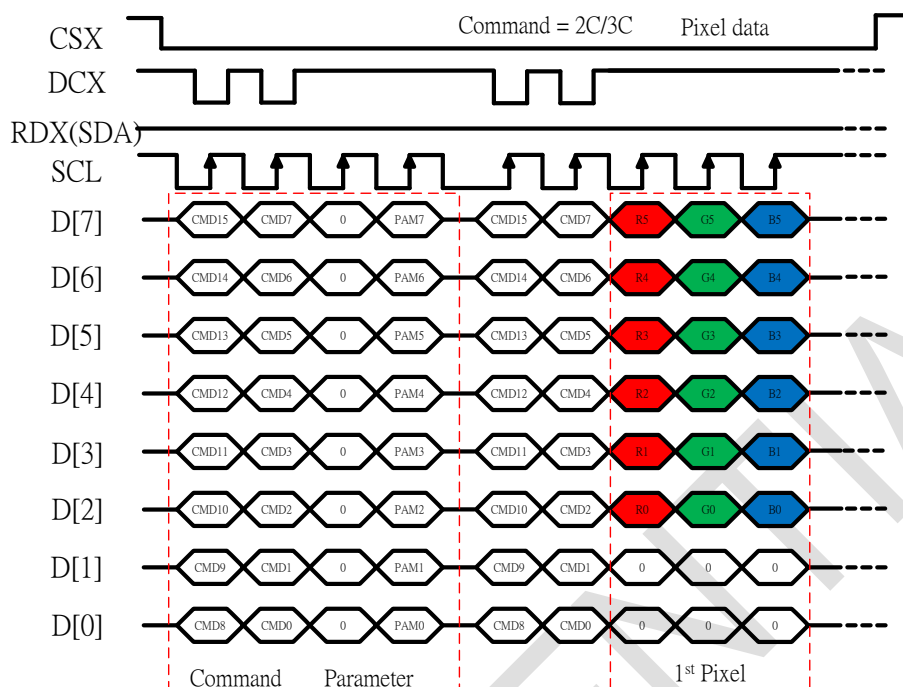 Command = 2C/3C Pixel data
CSX
DCX
RDX(SDA)
SCL
D[7] CMD15 CMD7 0 PAM7 CMD15 CMD7 R5 G5 B5
D[6] CMD14 CMD6 0 PAM6 CMD14 CMD6 R4 G4 B4
D[5] CMD13 CMD5 0 PAM5 CMD13 CMD5 R3 G3 B3
D[4] CMD12 CMD4 0 PAM4 CMD12 CMD4 R2 G2 B2
D[3] CMD11 CMD3 0 PAM3 CMD11 CMD3 R1 G1 B1
D[2] CMD10 CMD2 0 PAM2 CMD10 CMD2 R0 G0 B0
D[1] CMD9 CMD1 0 PAM1 CMD9 CMD1 0 0 0
D[0] CMD8 CMD0 0 PAM0 CMD8 CMD0 0 0 0
Command Parameter 1st Pixel